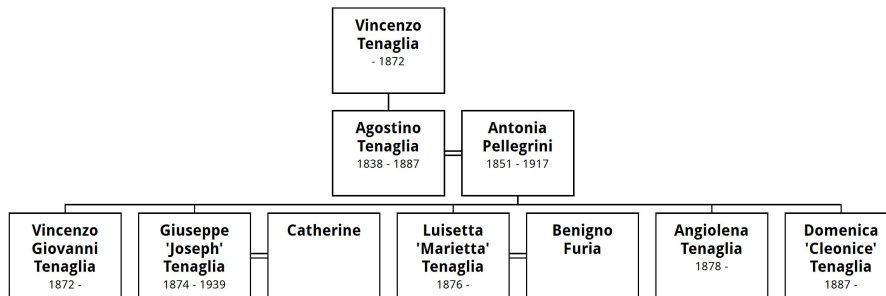 Vincenzo
Tenaglia
- 1872
Agostino
Tenaglia
1838 - 1887
Antonia
Pellegrini
1851 - 1917
Vincenzo
Giovanni
Tenaglia
1872 -
Giuseppe
'Joseph'
Tenaglia
1874 - 1939
Catherine
Luisetta
'Marietta'
Tenaglia
1876 -
Benigno
Furia
Angiolena
Tenaglia
1878 -
Domenica
'Cleonice'
Tenaglia
1887 -